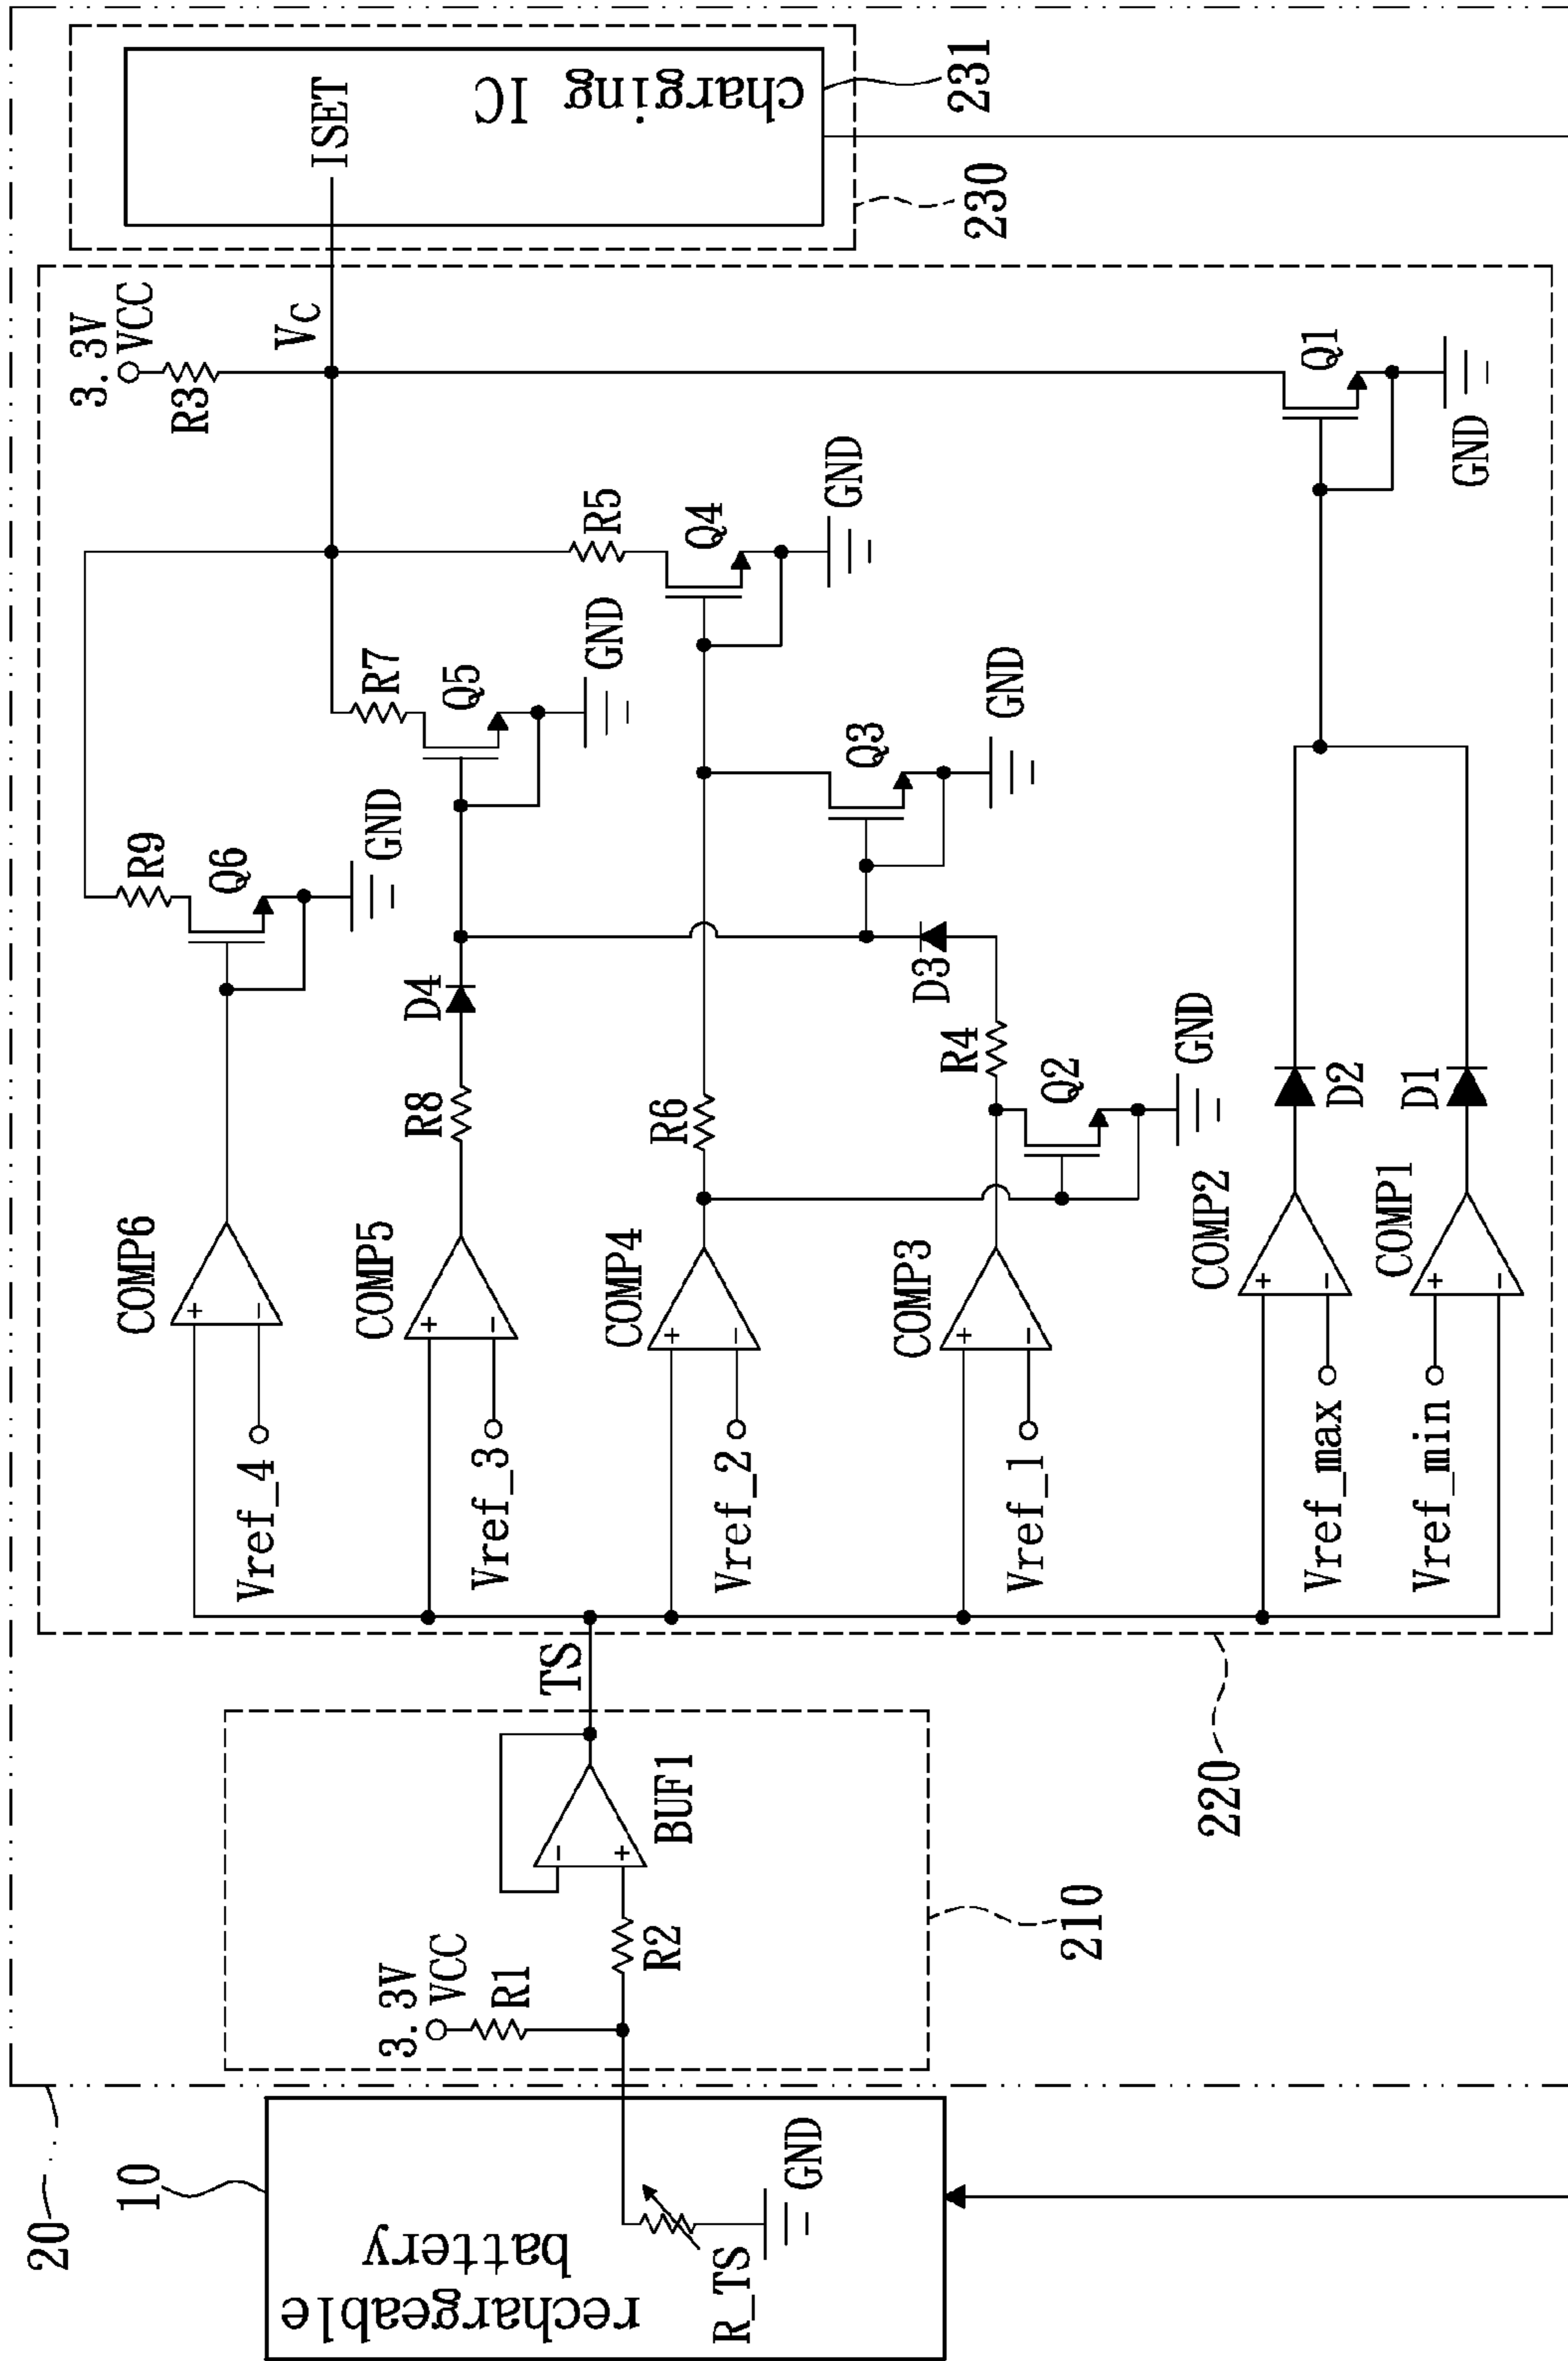 20
10
rechargeable
battery
R_TS
GND
3.3V
VCC
R1
R2
BUF1
210
TS
220
Vref_4
COMP6
Vref_3
COMP5
Vref_2
COMP4
Vref_1
COMP3
Vref_max
COMP2
Vref_min
COMP1
R9
Q6
GND
R8
D4
R7
Q5
GND
R6
R5
Q4
GND
Q3
GND
D3
R4
Q2
GND
D2
D1
3.3V
VCC
R3
VC
Q1
GND
ISET
charging IC
231
230
+
-
+
-
+
-
+
-
+
-
+
-
-
+